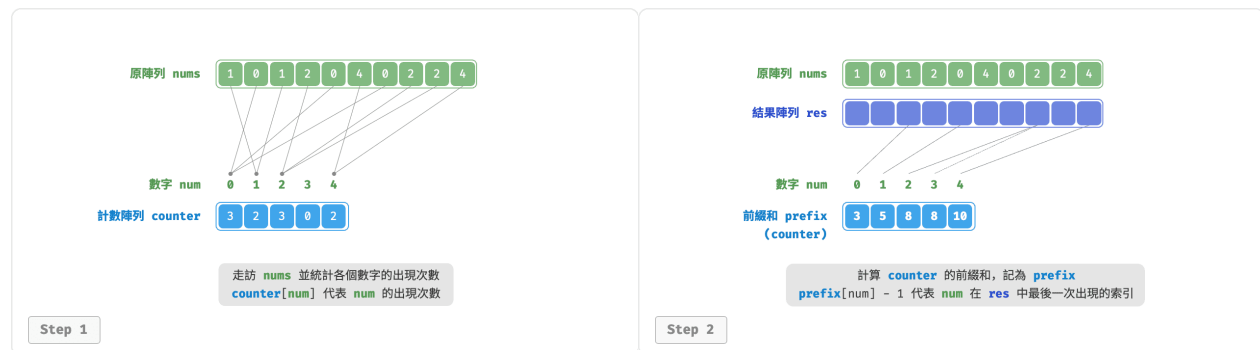 原陣列 nums 1 0 1 2 0 4 0 2 2 4
數字 num 0 1 2 3 4
計數陣列 counter 3 2 3 0 2
走訪 nums 並統計各個數字的出現次數
counter[num] 代表 num 的出現次數
Step 1
原陣列 nums 1 0 1 2 0 4 0 2 2 4
結果陣列 res
數字 num 0 1 2 3 4
前綴和 prefix 3 5 8 8 10
(counter)
計算 counter 的前綴和，記為 prefix
prefix[num] - 1 代表 num 在 res 中最後一次出現的索引
Step 2